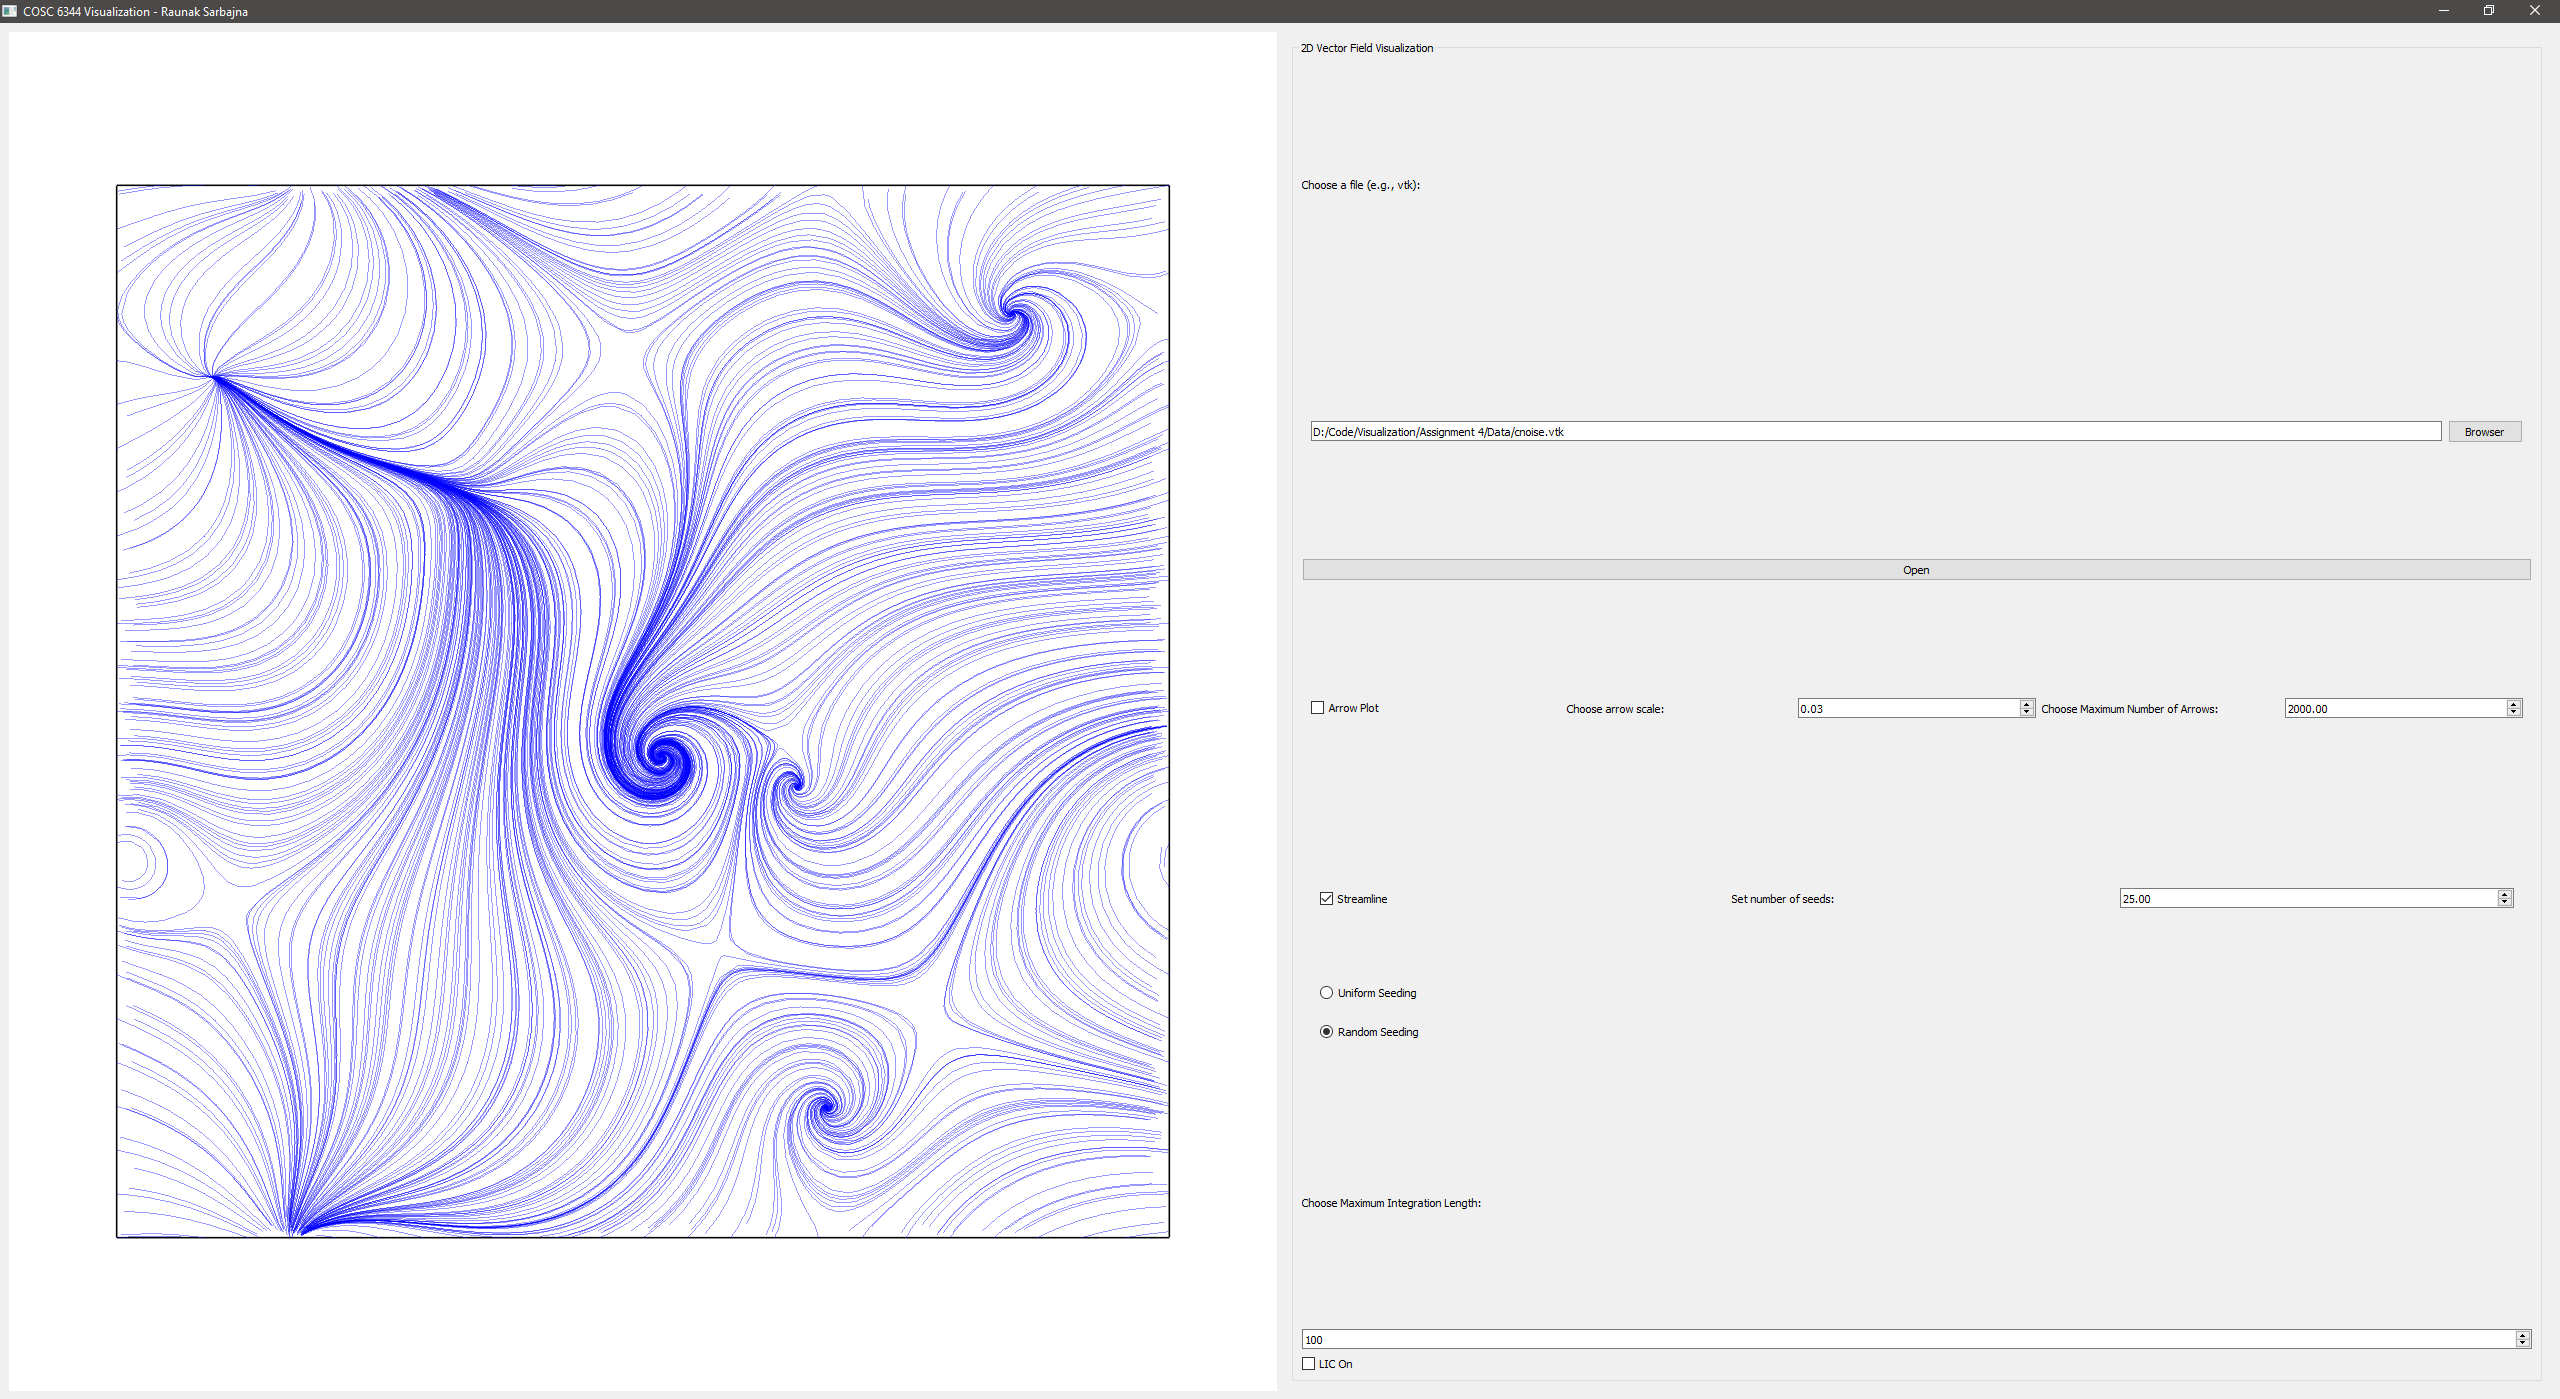 COSC 6344 Visualization - Raunak Sarbajna
2D Vector Field Visualization
Choose a file (e.g., vtk):
D:/Code/Visualization/Assignment 4/Data/cnoise.vtk Browser
Open
Arrow Plot Choose arrow scale: 0.03 Choose Maximum Number of Arrows: 2000.00
Streamline Set number of seeds: 25.00
Uniform Seeding
Random Seeding
Choose Maximum Integration Length:
100
LIC On